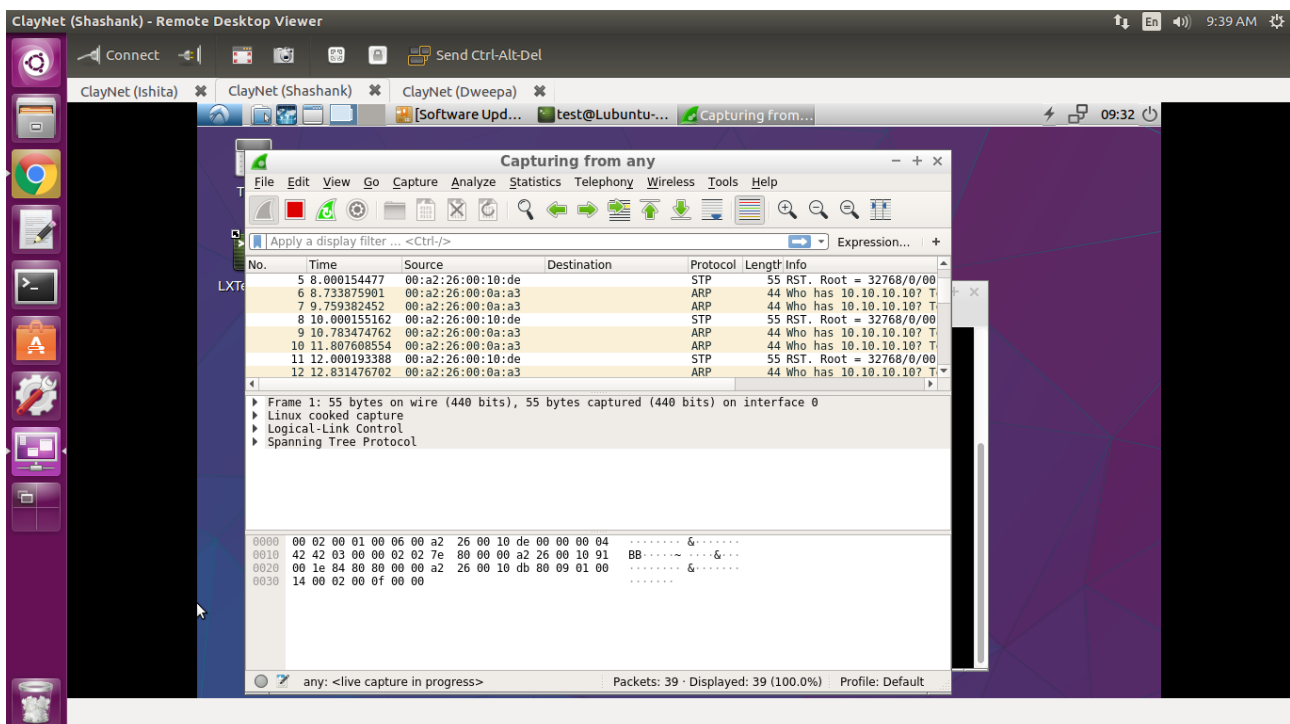 ClayNet (Shashank) - Remote Desktop Viewer En 9:39 AM
Connect Send Ctrl-Alt-Del
ClayNet (Ishita) ClayNet (Shashank) ClayNet (Dweepa)
[Software Upd... test@Lubuntu-... Capturing from... 09:32
Capturing from any
File Edit View Go Capture Analyze Statistics Telephony Wireless Tools Help
Apply a display filter ... <Ctrl-/> Expression... +
No. Time Source Destination Protocol Length Info
5 8.000154477 00:a2:26:00:10:de STP 55 RST. Root = 32768/0/00
6 8.733875901 00:a2:26:00:0a:a3 ARP 44 Who has 10.10.10.10? T
7 9.759382452 00:a2:26:00:0a:a3 ARP 44 Who has 10.10.10.10? T
8 10.000155162 00:a2:26:00:10:de STP 55 RST. Root = 32768/0/00
9 10.783474762 00:a2:26:00:0a:a3 ARP 44 Who has 10.10.10.10? T
10 11.807608554 00:a2:26:00:0a:a3 ARP 44 Who has 10.10.10.10? T
11 12.000193388 00:a2:26:00:10:de STP 55 RST. Root = 32768/0/00
12 12.831476702 00:a2:26:00:0a:a3 ARP 44 Who has 10.10.10.10? T
LXTe
Frame 1: 55 bytes on wire (440 bits), 55 bytes captured (440 bits) on interface 0
Linux cooked capture
Logical-Link Control
Spanning Tree Protocol
0000 00 02 00 01 00 06 00 a2 26 00 10 de 00 00 00 04 ········ &·······
0010 42 42 03 00 00 02 02 7e 80 00 00 a2 26 00 10 91 BB·····~ ····&···
0020 00 1e 84 80 80 00 00 a2 26 00 10 db 80 09 01 00 ········ &·······
0030 14 00 02 00 0f 00 00 ·······
any: <live capture in progress> Packets: 39 · Displayed: 39 (100.0%) Profile: Default